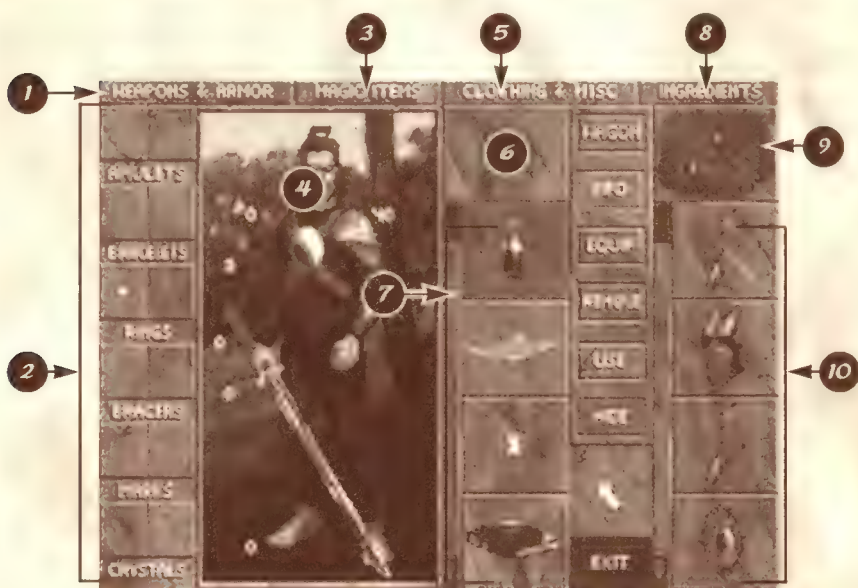 3
5
8
1
WEAPONS & ARMOR
MAGIC ITEMS
CLOTHING & MISC
INGREDIENTS
6
9
WAGON
4
AMULETS
INFO
BRACELETS
EQUIP
7
REMOVE
RINGS
2
USE
10
BRACERS
MARKS
EXIT
CRYSTALS